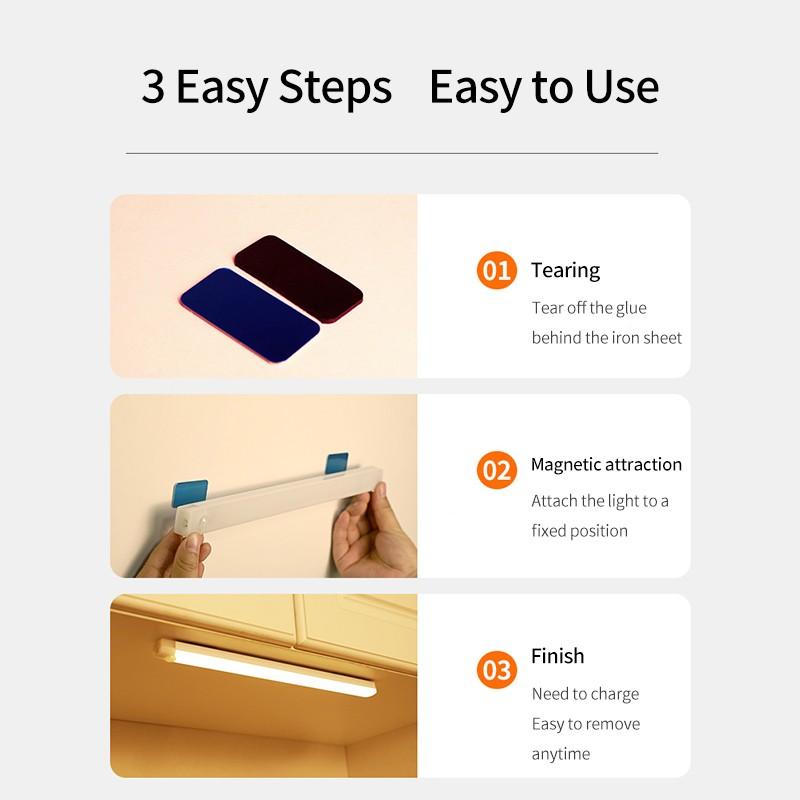 3 Easy Steps Easy to Use
01 Tearing
Tear off the glue
behind the iron sheet
02 Magnetic attraction
Attach the light to a
fixed position
03 Finish
Need to charge
Easy to remove
anytime